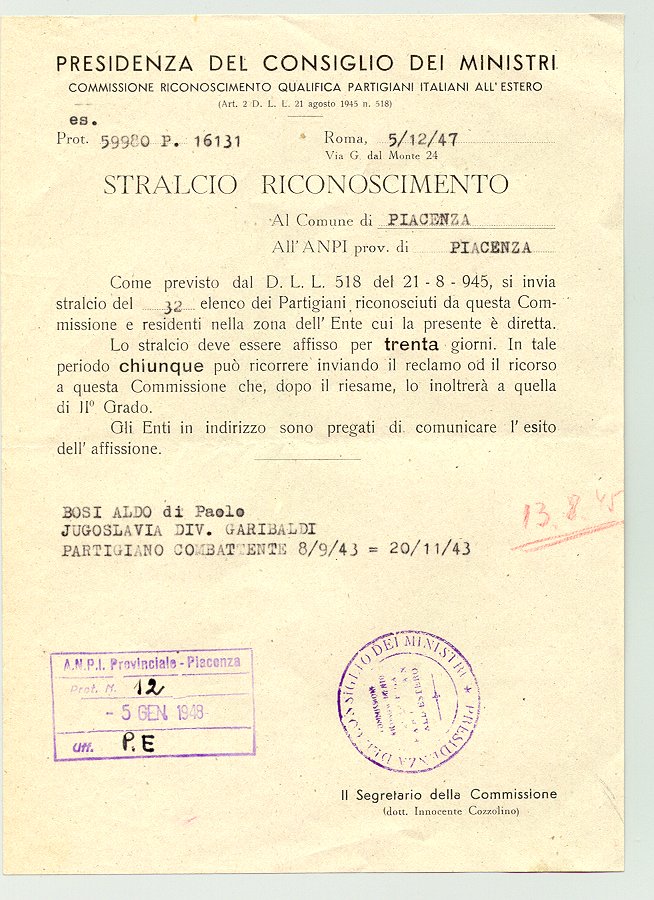 PRESIDENZA DEL CONSIGLIO DEI MINISTRI
COMMISSIONE RICONOSCIMENTO QUALIFICA PARTIGIANI ITALIANI ALL'ESTERO
(Art. 2 D. L. L. 21 agosto 1945 n. 518)
es.
Prot. 59980 P. 16131
Roma, 5/12/47
Via G. dal Monte 24
STRALCIO RICONOSCIMENTO
Al Comune di PIACENZA
All'ANPI prov. di PIACENZA
Come previsto dal D. L. L. 518 del 21 - 8 - 945, si invia
stralcio del 32 elenco dei Partigiani riconosciuti da questa Com-
missione e residenti nella zona dell' Ente cui la presente è diretta.
Lo stralcio deve essere affisso per trenta giorni. In tale
periodo chiunque può ricorrere inviando il reclamo od il ricorso
a questa Commissione che, dopo il riesame, lo inoltrerà a quella
di II° Grado.
Gli Enti in indirizzo sono pregati di comunicare l' esito
dell' affissione.
BOSI ALDO di Paolo
JUGOSLAVIA DIV. GARIBALDI
PARTIGIANO COMBATTENTE 8/9/43 = 20/11/43
13.8.45
A.N.P.I. Provinciale - Piacenza
Prot. N. 12
- 5 GEN. 1948
Uff. P.E
PRESIDENZA DEL CONSIGLIO DEI MINISTRI
COMMISSIONE
ALL'ESTERO
Il Segretario della Commissione
(dott. Innocente Cozzolino)